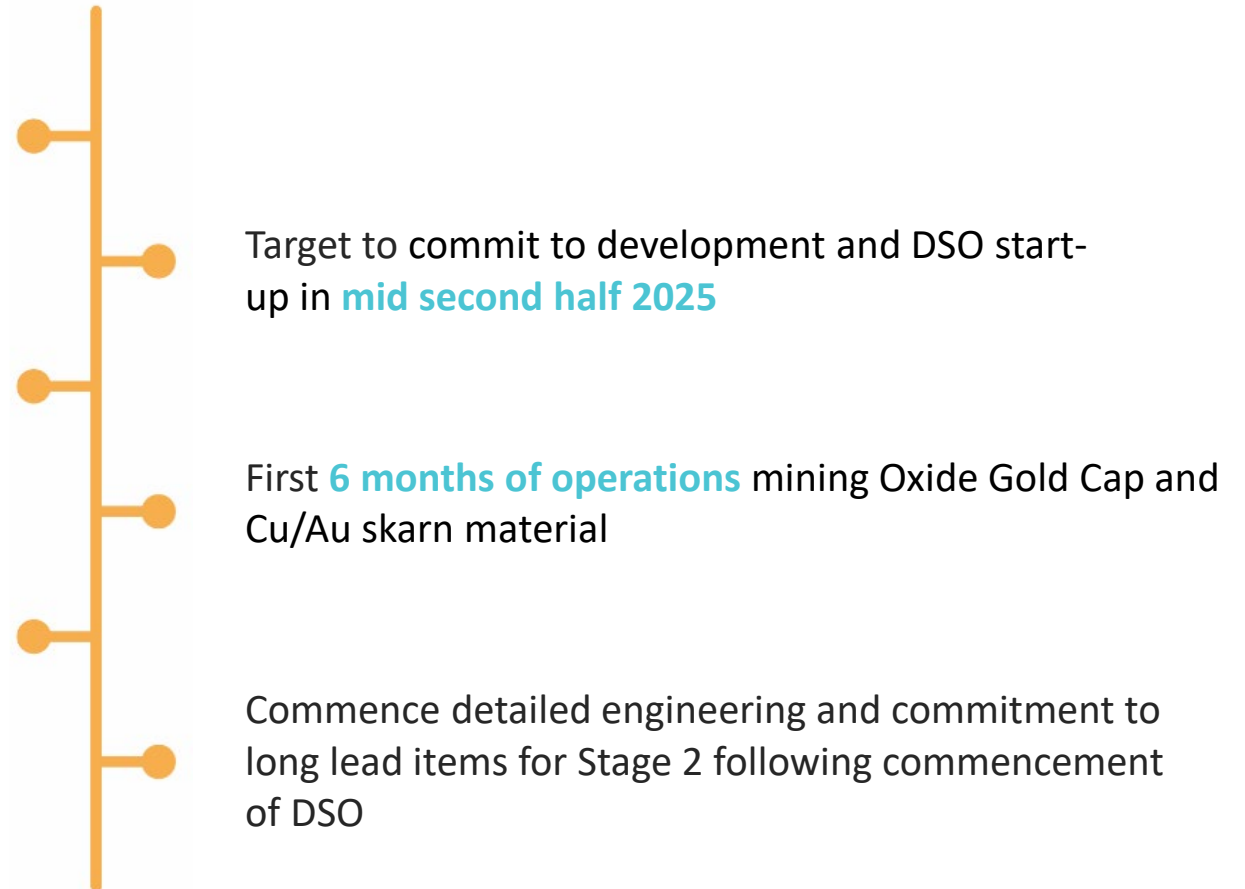 Target to commit to development and DSO start-
up in mid second half 2025
First 6 months of operations mining Oxide Gold Cap and
Cu/Au skarn material
Commence detailed engineering and commitment to
long lead items for Stage 2 following commencement
of DSO